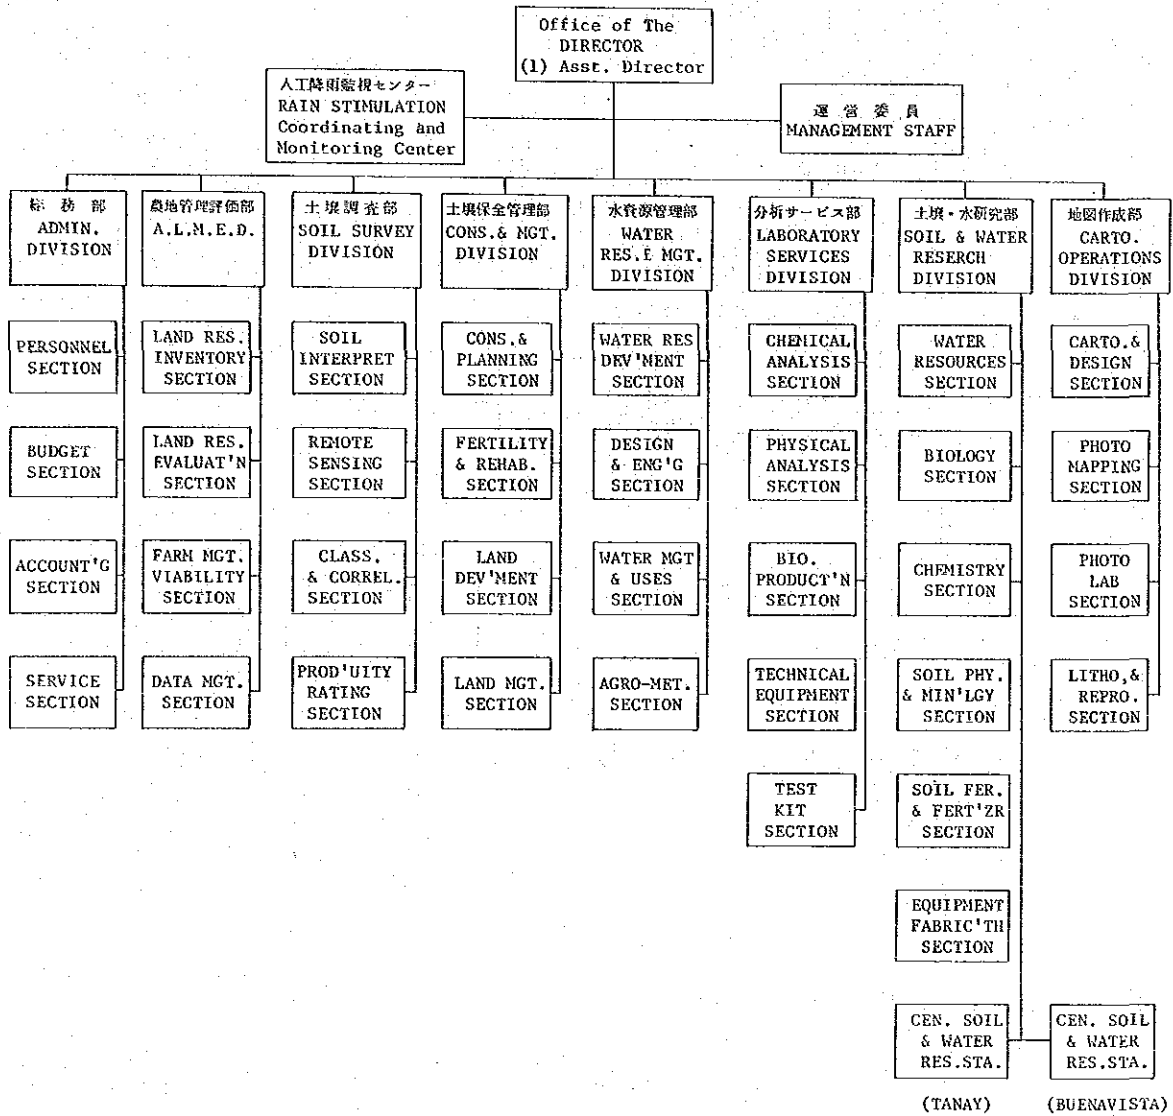 Office of The
DIRECTOR
(1) Asst. Director
人工降雨監視センター
RAIN STIMULATION
Coordinating and
Monitoring Center
運営委員
MANAGEMENT STAFF
総務部
ADMIN.
DIVISION
農地管理評価部
A.L.M.E.D.
土壌調査部
SOIL SURVEY
DIVISION
土壌保全管理部
CONS.& MGT.
DIVISION
水資源管理部
WATER
RES.E MGT.
DIVISION
分析サービス部
LABORATORY
SERVICES
DIVISION
土壌・水研究部
SOIL & WATER
RESERCH
DIVISION
地図作成部
CARTO.
OPERATIONS
DIVISION
PERSONNEL
SECTION
LAND RES.
INVENTORY
SECTION
SOIL
INTERPRET
SECTION
CONS.&
PLANNING
SECTION
WATER RES
DEV'MENT
SECTION
CHEMICAL
ANALYSIS
SECTION
WATER
RESOURCES
SECTION
CARTO.&
DESIGN
SECTION
BUDGET
SECTION
LAND RES.
EVALUAT'N
SECTION
REMOTE
SENSING
SECTION
FERTILITY
& REHAB.
SECTION
DESIGN
& ENG'G
SECTION
PHYSICAL
ANALYSIS
SECTION
BIOLOGY
SECTION
PHOTO
MAPPING
SECTION
ACCOUNT'G
SECTION
FARM MGT.
VIABILITY
SECTION
CLASS.
& CORREL.
SECTION
LAND
DEV'MENT
SECTION
WATER MGT
& USES
SECTION
BIO.
PRODUCT'N
SECTION
CHEMISTRY
SECTION
PHOTO
LAB
SECTION
SERVICE
SECTION
DATA MGT.
SECTION
PROD'UITY
RATING
SECTION
LAND MGT.
SECTION
AGRO-MET.
SECTION
TECHNICAL
EQUIPMENT
SECTION
SOIL PHY.
& MIN'LGY
SECTION
LITHO,&
REPRO.
SECTION
TEST
KIT
SECTION
SOIL FER.
& FERT'ZR
SECTION
EQUIPMENT
FABRIC'TH
SECTION
CEN. SOIL
& WATER
RES.STA.
(TANAY)
CEN. SOIL
& WATER
RES.STA.
(BUENAVISTA)